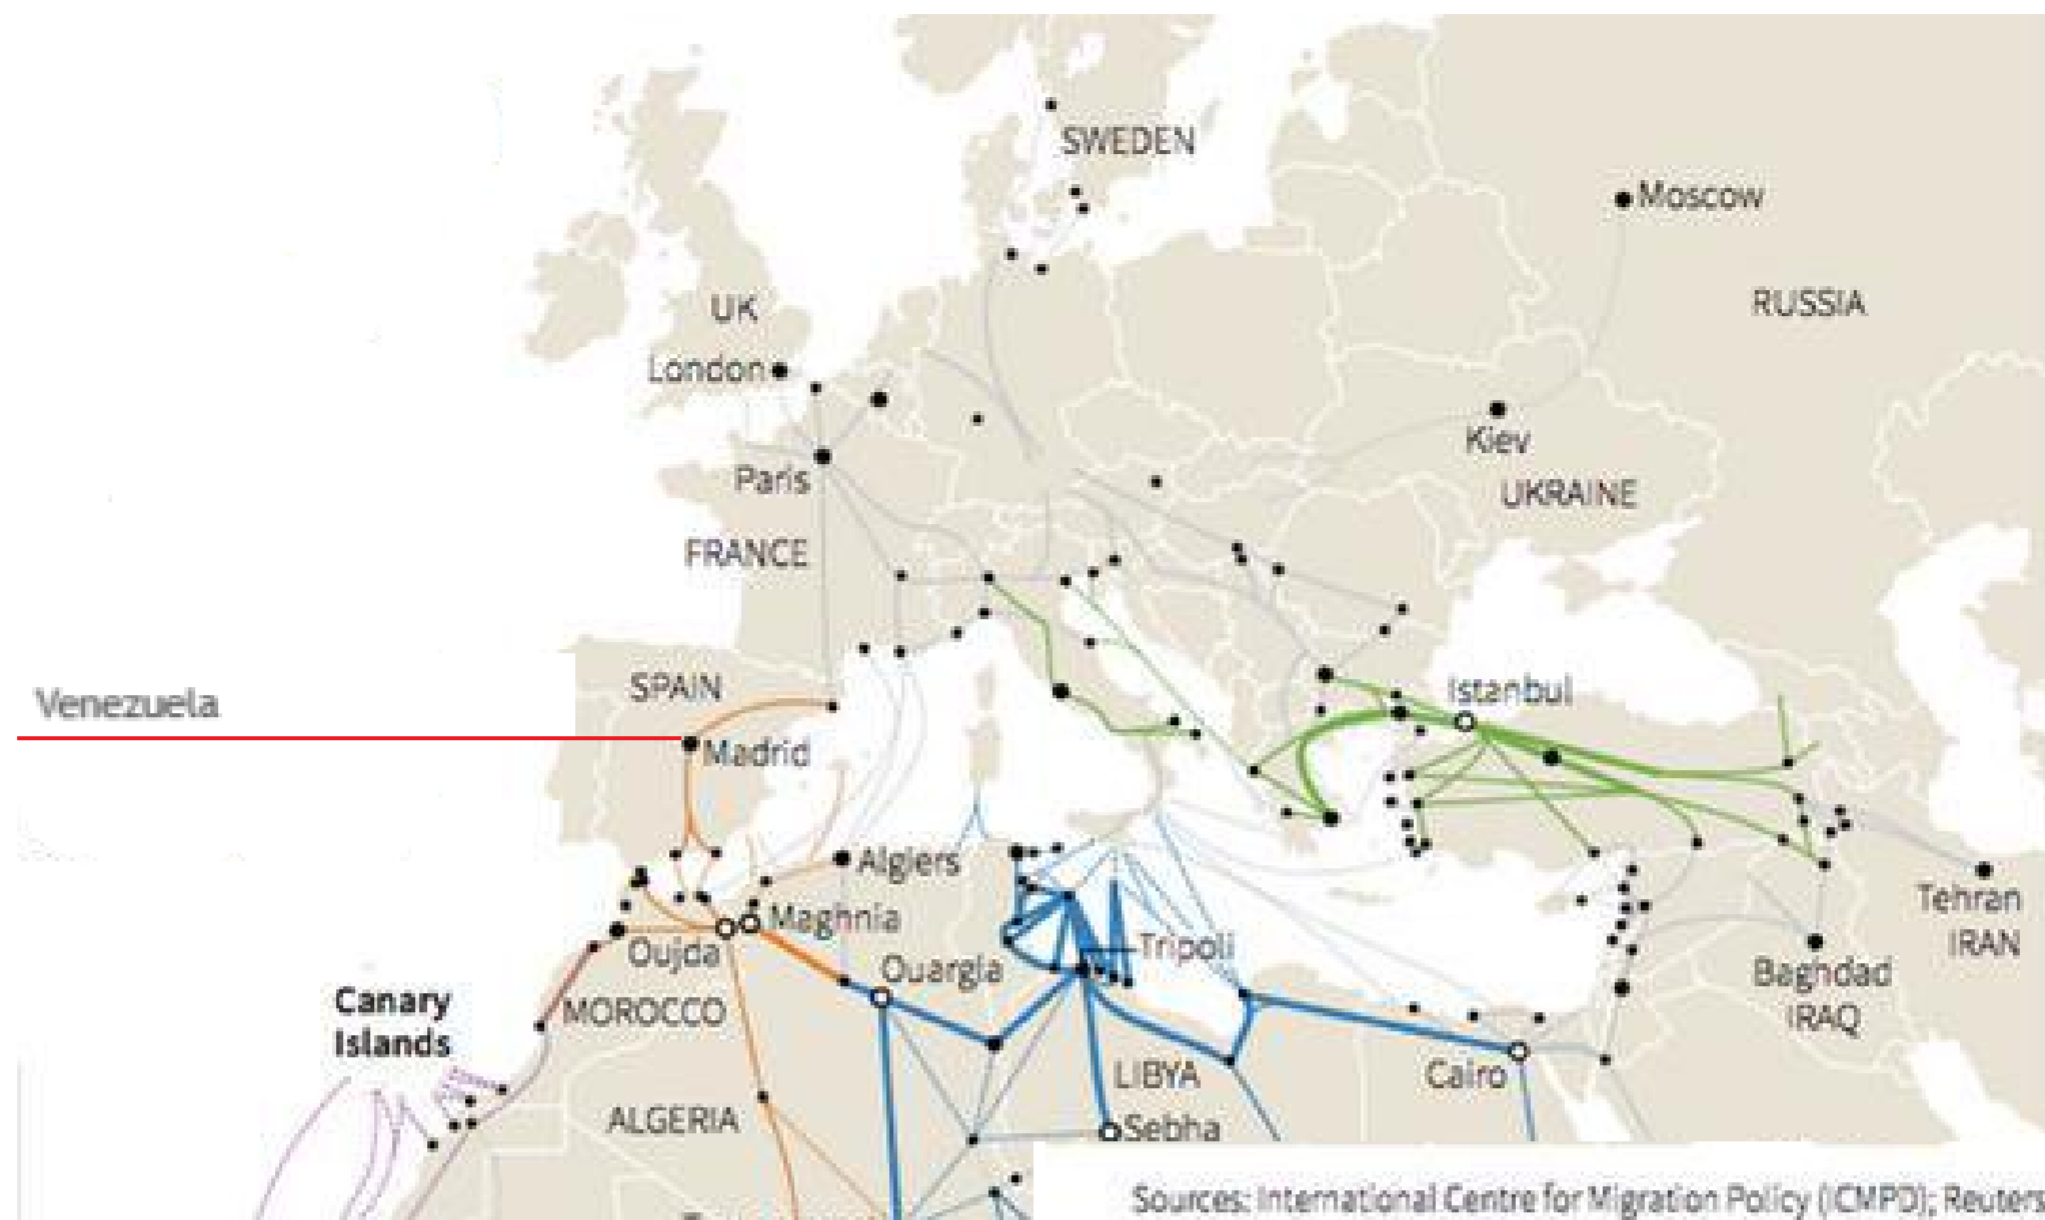 SWEDEN
Moscow
UK
RUSSIA
London
Kiev
Paris
UKRAINE
FRANCE
SPAIN
Istanbul
Venezuela
Madrid
Algiers
Tehran
IRAN
Maghnia
Oujda
Tripoli
Ouargla
Baghdad
IRAQ
Canary
Islands
MOROCCO
LIBYA
Cairo
ALGERIA
Sebha
Sources: International Centre for Migration Policy (ICMPD); Reuters